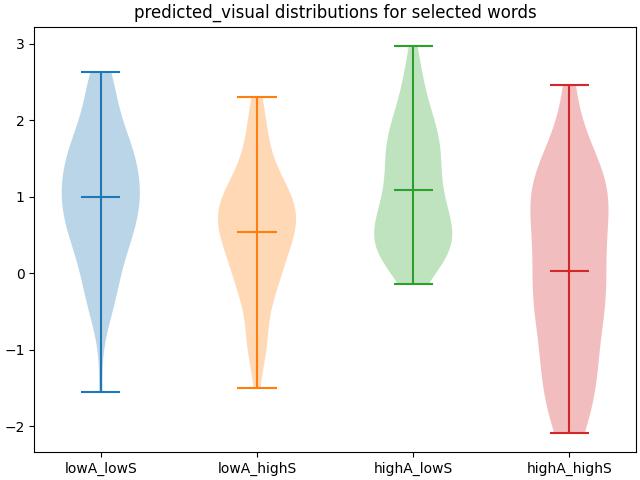 predicted_visual distributions for selected words
3
2
1
0
−1
−2
lowA_lowS
lowA_highS
highA_lowS
highA_highS